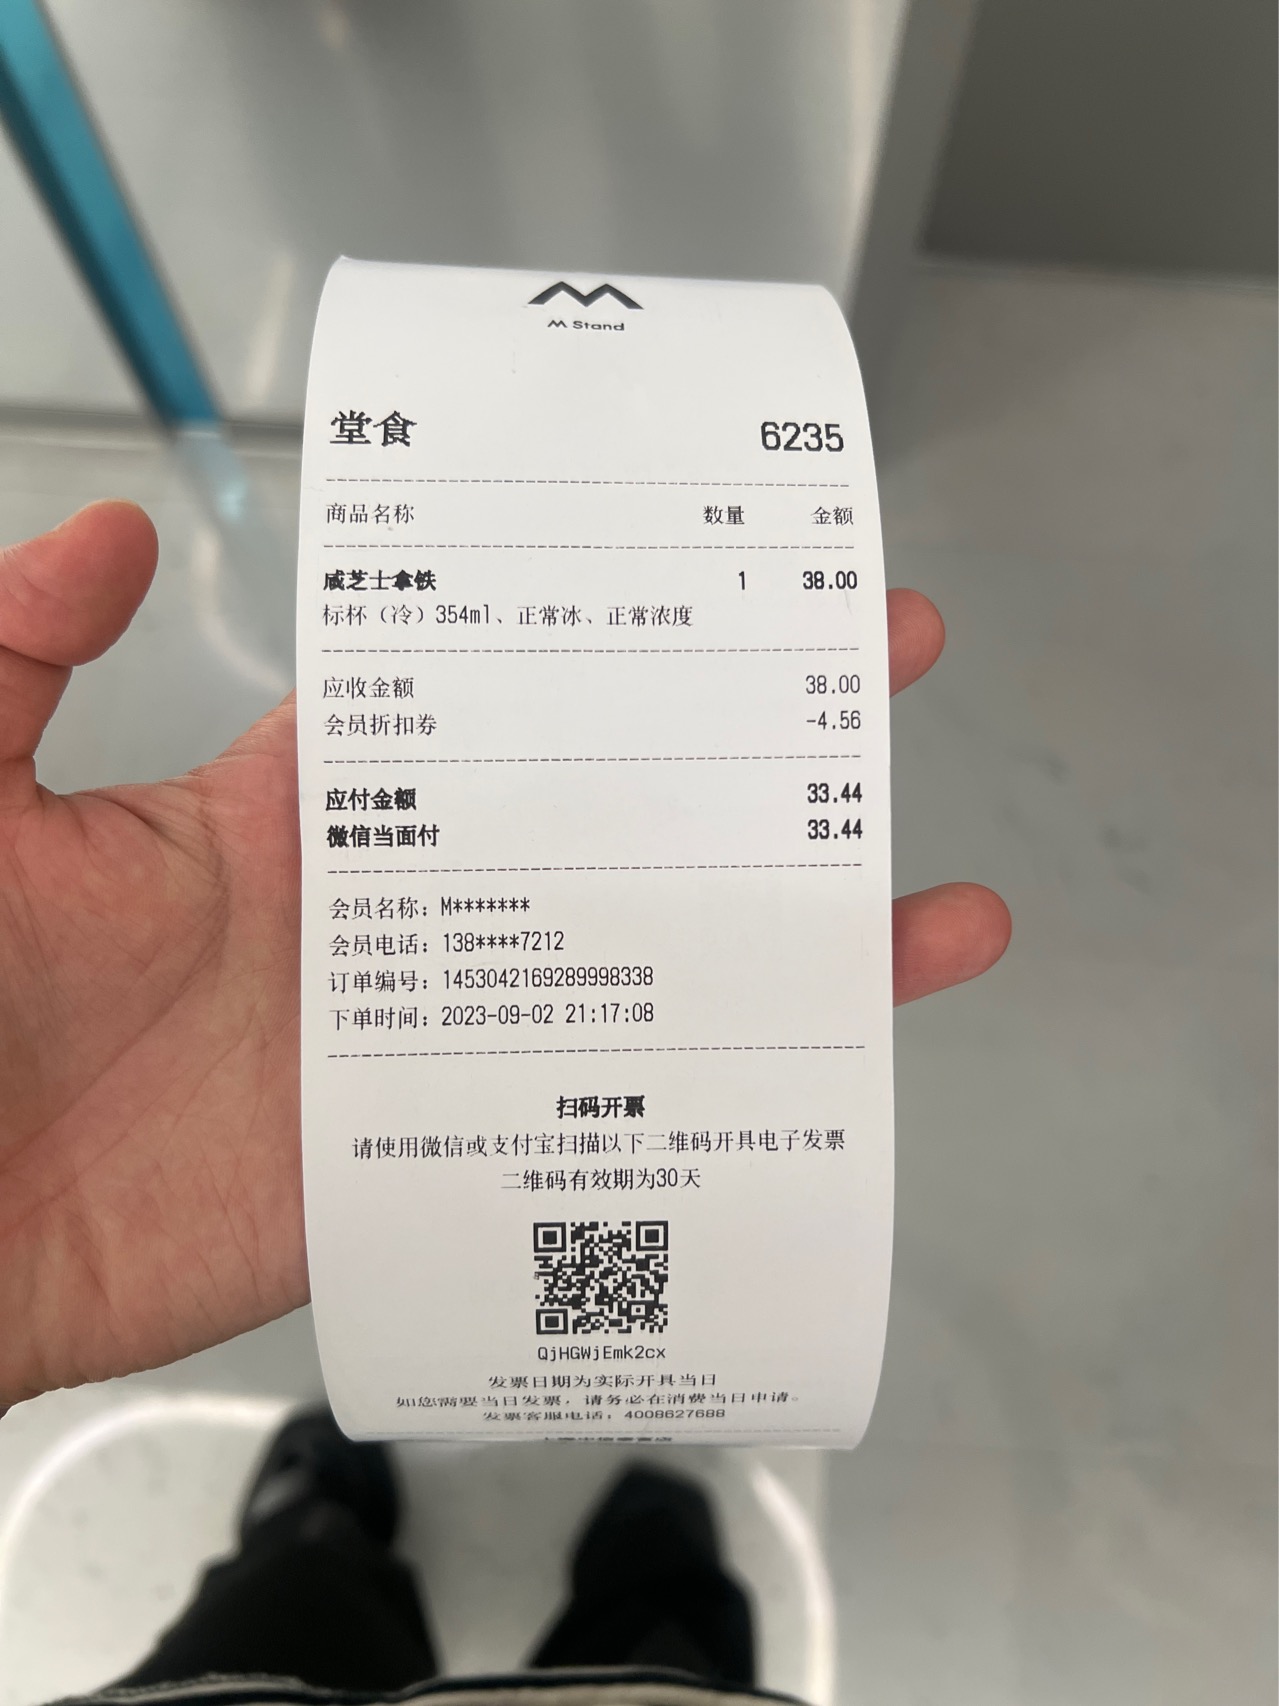 M Stand
堂食 6235
商品名称 数量 金额
咸芝士拿铁 1 38.00
标杯（冷）354ml、正常冰、正常浓度
应收金额 38.00
会员折扣券 -4.56
应付金额 33.44
微信当面付 33.44
会员名称：M*******
会员电话：138****7212
订单编号：1453042169289998338
下单时间：2023-09-02 21:17:08
扫码开票
请使用微信或支付宝扫描以下二维码开具电子发票
二维码有效期为30天
QjHGWjEmk2cx
发票日期为实际开具当日
如您需要当日发票，请务必在消费当日申请。
发票客服电话：4008627688